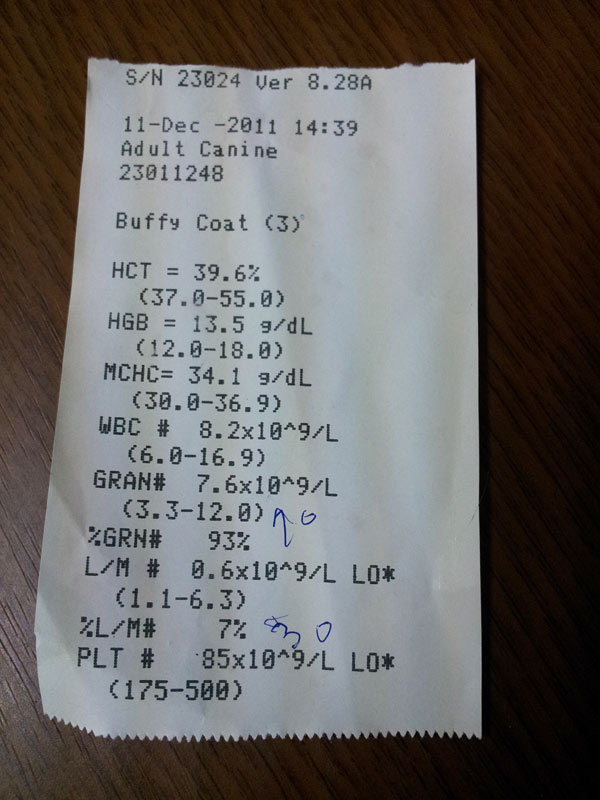 S/N 23024 Ver 8.28A
11-Dec -2011 14:39
Adult Canine
23011248
Buffy Coat (3)
HCT = 39.6%
(37.0-55.0)
HGB = 13.5 g/dL
(12.0-18.0)
MCHC= 34.1 g/dL
(30.0-36.9)
WBC # 8.2x10^9/L
(6.0-16.9)
GRAN# 7.6x10^9/L
(3.3-12.0)
%GRN# 93%
L/M # 0.6x10^9/L LO*
(1.1-6.3)
%L/M# 7%
PLT # 85x10^9/L LO*
(175-500)